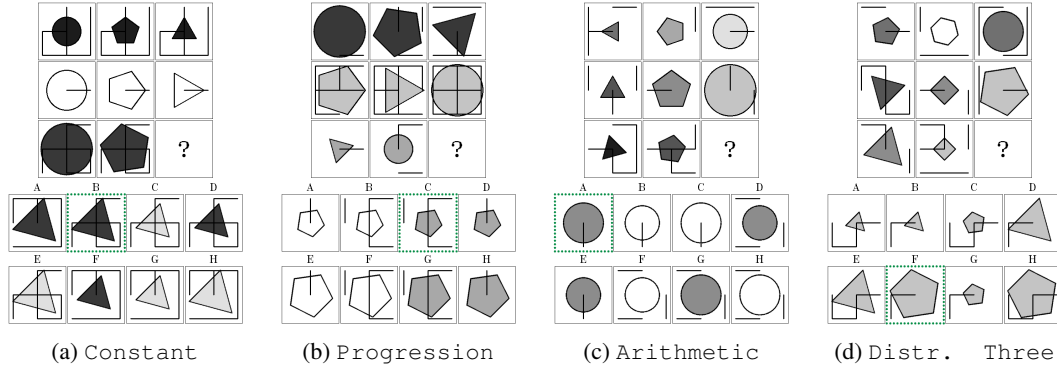 ?
?
?
?
A B C D
A B C D
A B C D
A B C D
E F G H
E F G H
E F G H
E F G H
(a) Constant
(b) Progression
(c) Arithmetic
(d) Distr. Three